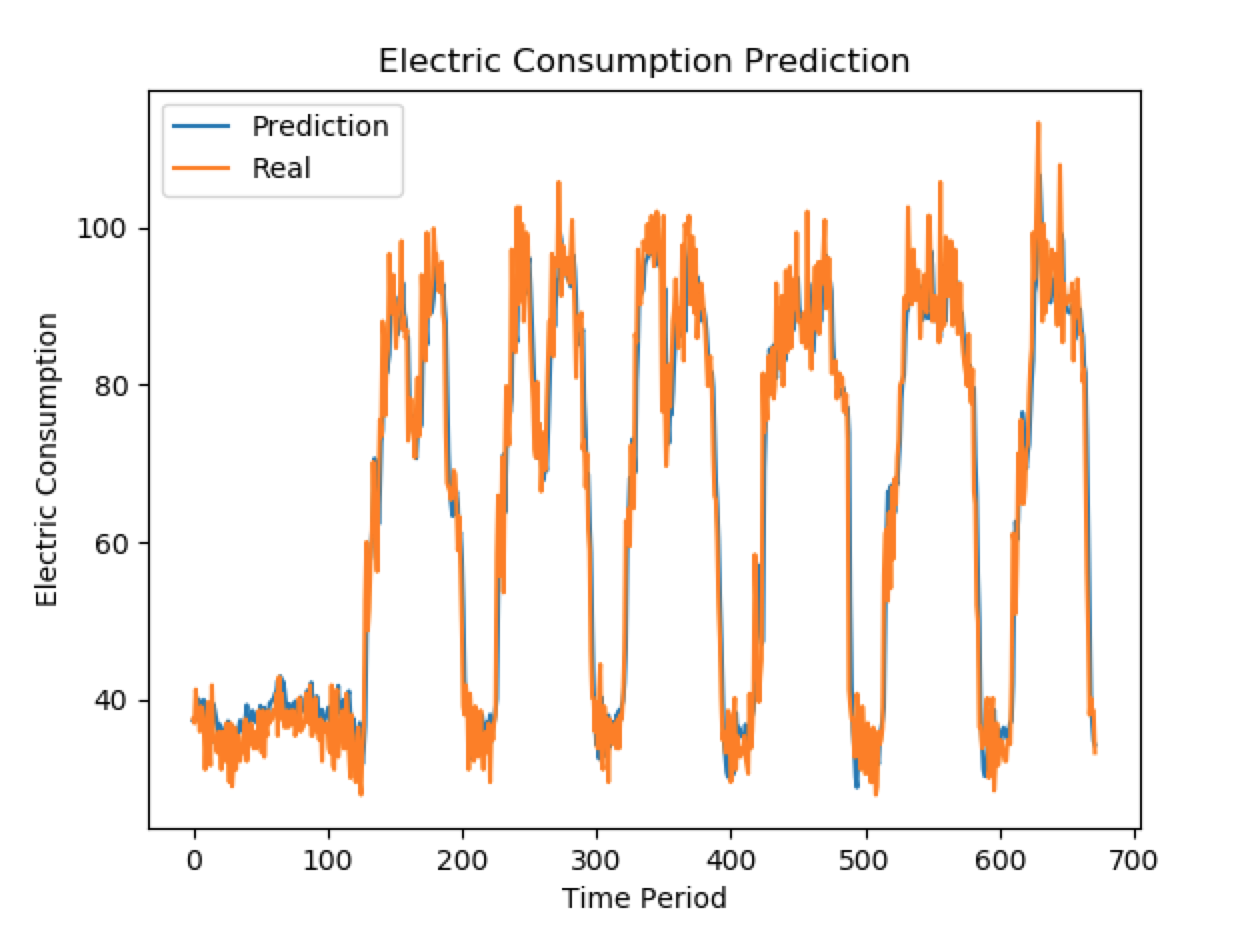 Electric Consumption Prediction
Prediction
Real
100
80
60
40
Electric Consumption
0 100 200 300 400 500 600 700
Time Period